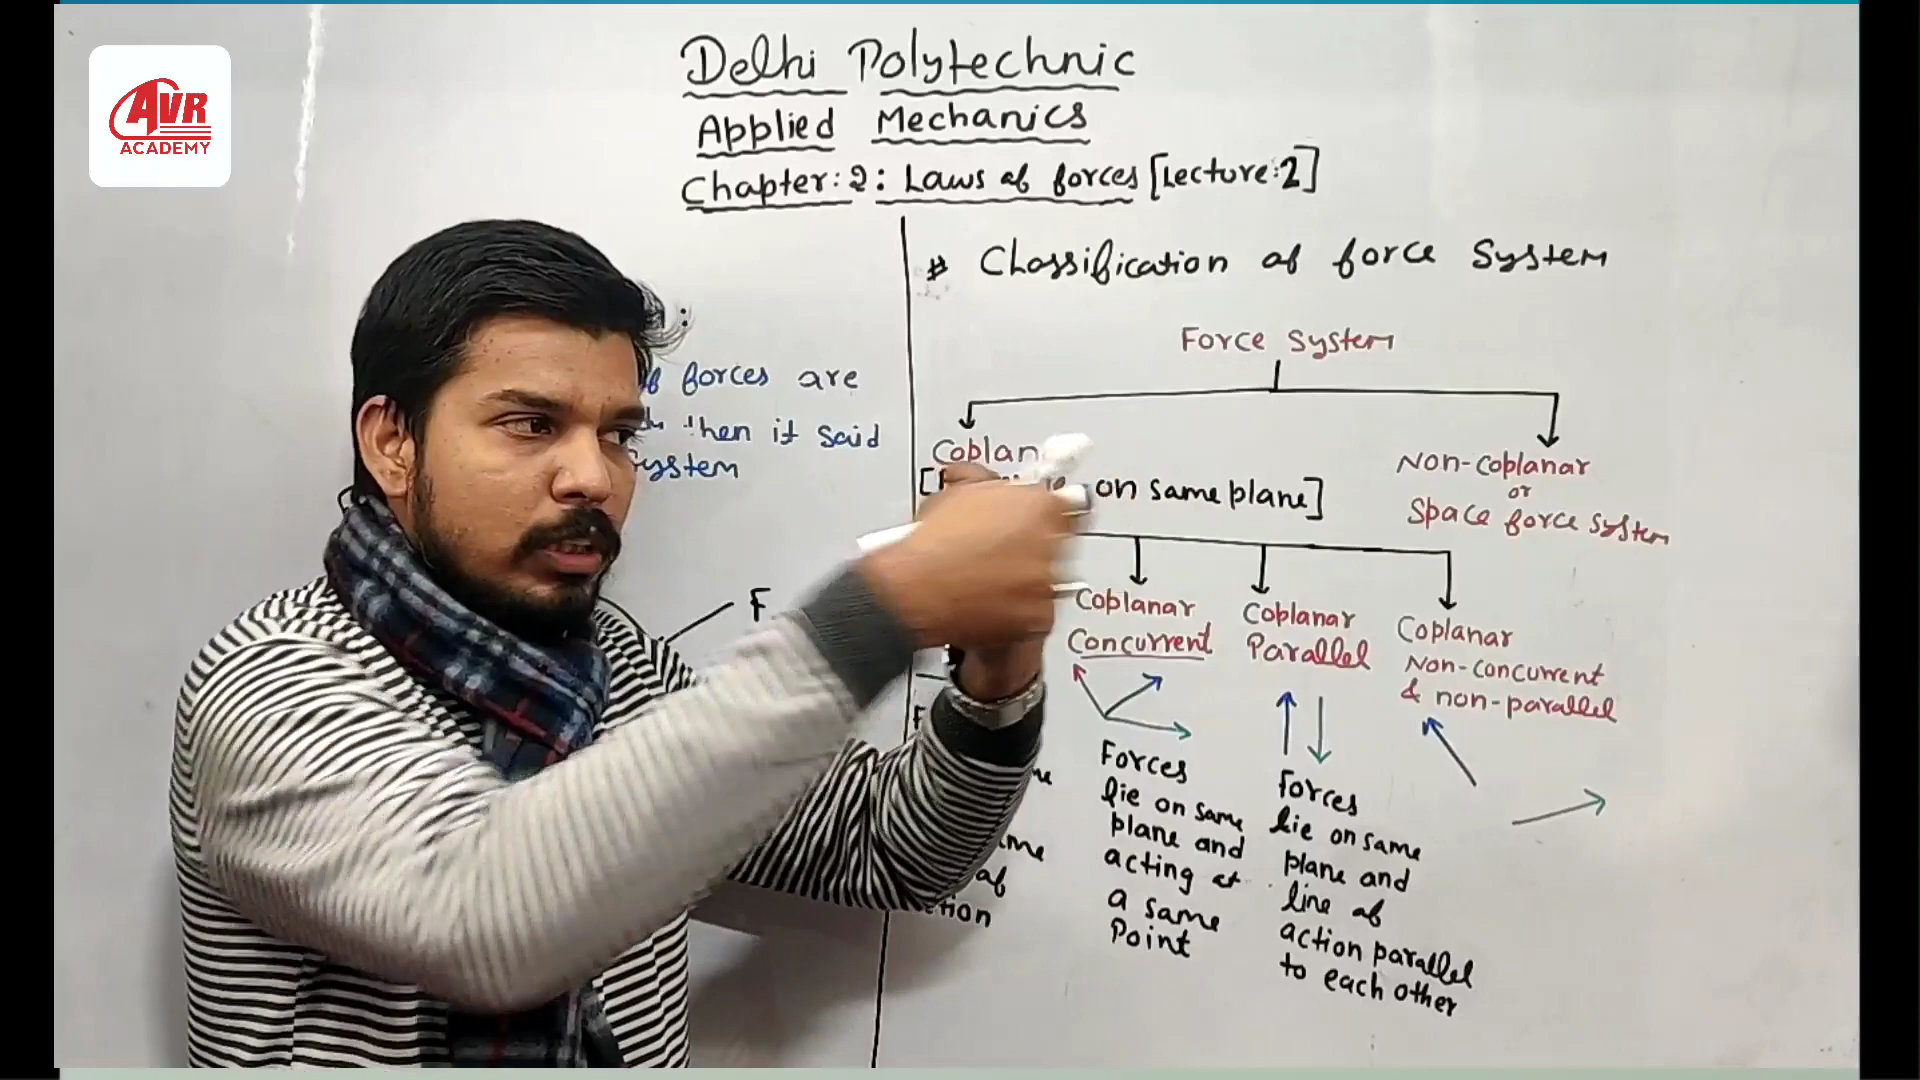 AVR
ACADEMY
Delhi Polytechnic
Applied Mechanics
Chapter:2: Laws of forces [Lecture:2]
:
of forces are
then it said
System
F
# Classification of force System
Force System
Coplan
[ on same plane]
Non-coplanar
or
Space force system
Coplanar
Concurrent
Forces
lie on same
plane and
acting at
a same
Point
Coplanar
Parallel
Forces
lie on same
plane and
line of
action parallel
to each other
Coplanar
Non-concurrent
& non-parallel
F
of